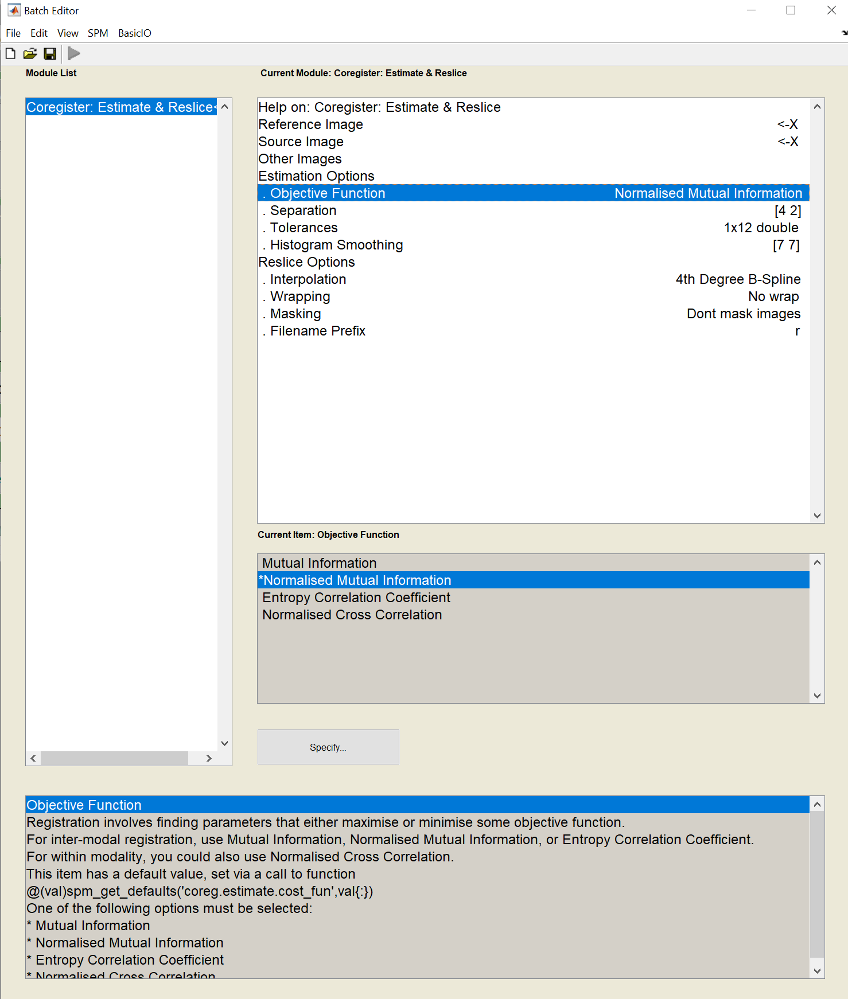 Batch Editor
File Edit View SPM BasicIO
Module List
Current Module: Coregister: Estimate & Reslice
Coregister: Estimate & Reslice<
Help on: Coregister: Estimate & Reslice
Reference Image <-X
Source Image <-X
Other Images
Estimation Options
. Objective Function Normalised Mutual Information
. Separation [4 2]
. Tolerances 1x12 double
. Histogram Smoothing [7 7]
Reslice Options
. Interpolation 4th Degree B-Spline
. Wrapping No wrap
. Masking Dont mask images
. Filename Prefix r
Current Item: Objective Function
Mutual Information
*Normalised Mutual Information
Entropy Correlation Coefficient
Normalised Cross Correlation
Specify...
Objective Function
Registration involves finding parameters that either maximise or minimise some objective function.
For inter-modal registration, use Mutual Information, Normalised Mutual Information, or Entropy Correlation Coefficient.
For within modality, you could also use Normalised Cross Correlation.
This item has a default value, set via a call to function
@(val)spm_get_defaults('coreg.estimate.cost_fun',val{:})
One of the following options must be selected:
* Mutual Information
* Normalised Mutual Information
* Entropy Correlation Coefficient
* Normalised Cross Correlation